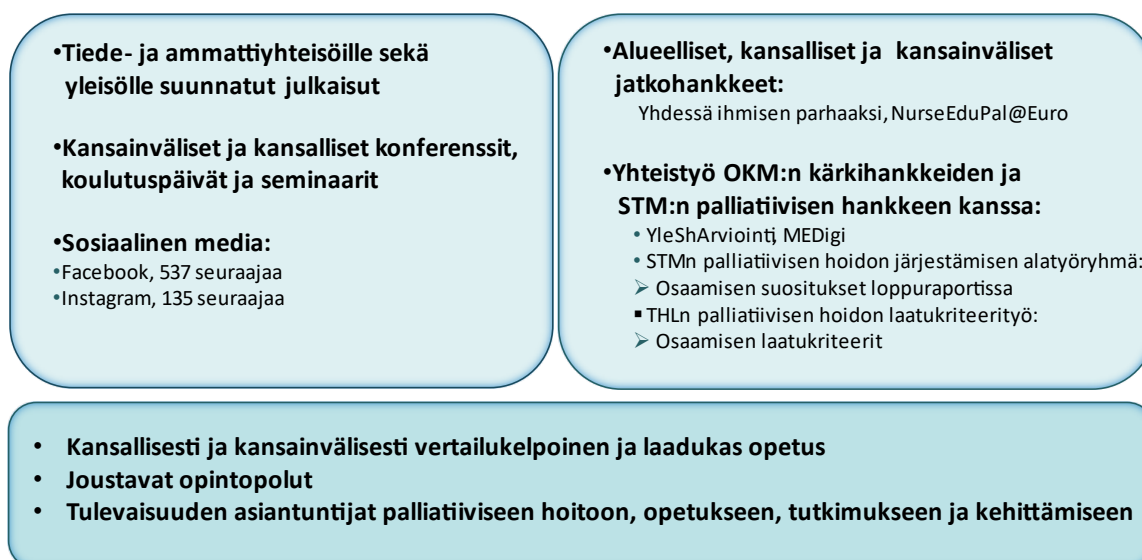 •Tiede- ja ammattiyhteisöille sekä
yleisölle suunnatut julkaisut
•Kansainväliset ja kansalliset konferenssit,
koulutuspäivät ja seminaarit
•Sosiaalinen media:
•Facebook, 537 seuraajaa
•Instagram, 135 seuraajaa
•Alueelliset, kansalliset ja kansainväliset
jatkohankkeet:
Yhdessä ihmisen parhaaksi, NurseEduPal@Euro
•Yhteistyö OKM:n kärkihankkeiden ja
STM:n palliatiivisen hankkeen kanssa:
• YleShArviointi, MEDigi
• STMn palliatiivisen hoidon järjestämisen alatyöryhmä:
➢ Osaamisen suositukset loppuraportissa
▪ THLn palliatiivisen hoidon laatukriteerityö:
➢ Osaamisen laatukriteerit
• Kansallisesti ja kansainvälisesti vertailukelpoinen ja laadukas opetus
• Joustavat opintopolut
• Tulevaisuuden asiantuntijat palliatiiviseen hoitoon, opetukseen, tutkimukseen ja kehittämiseen